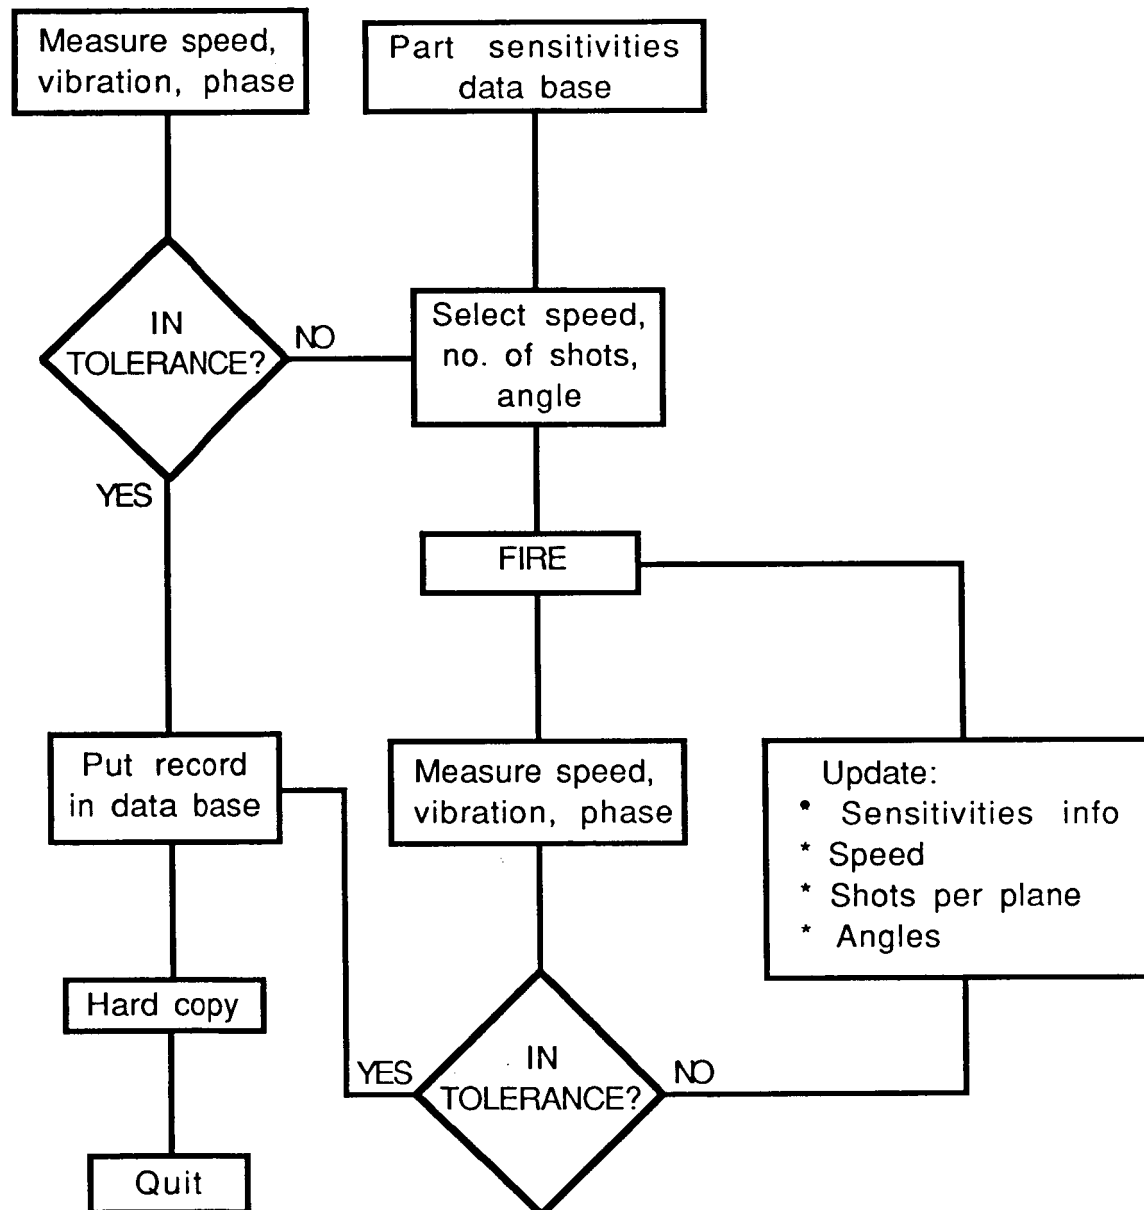 Measure speed,
vibration, phase
Part sensitivities
data base
IN
TOLERANCE?
NO
YES
Select speed,
no. of shots,
angle
FIRE
Put record
in data base
Measure speed,
vibration, phase
Update:
• Sensitivities info
* Speed
* Shots per plane
* Angles
Hard copy
YES
IN
TOLERANCE?
NO
Quit